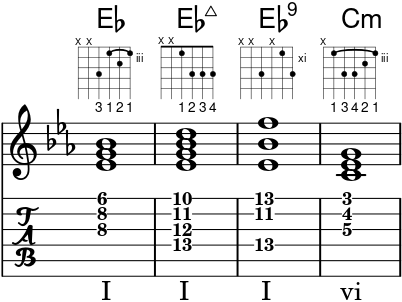 E♭ E♭△ E♭9 Cm
x x x x x x x x
iii xi iii
3 1 2 1 1 2 3 4 1 3 4 2 1
6 10 13 3
8 11 11 4
8 12 5
13 13
TAB
I I I vi